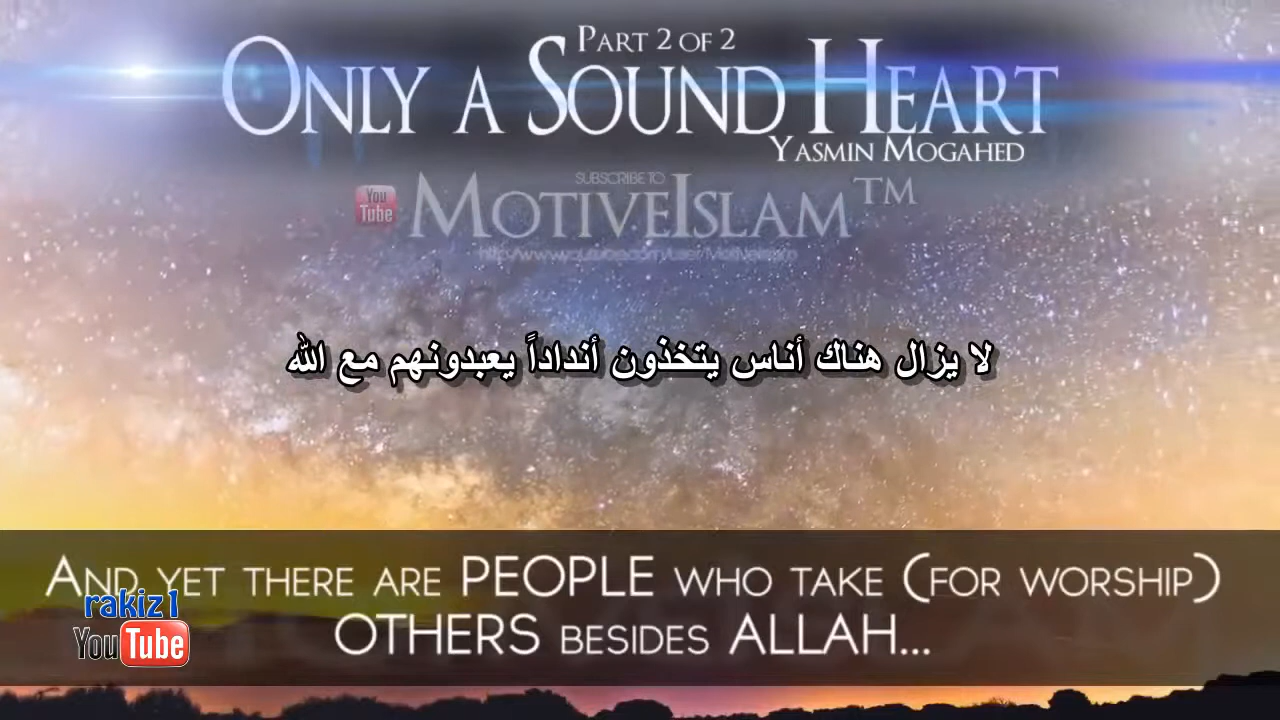 PART 2 OF 2
ONLY A SOUND HEART
YASMIN MOGAHED
SUBSCRIBE TO
You Tube MOTIVEISLAM™
لا يزال هناك أناس يتخذون أنداداً يعبدونهم مع الله
AND YET THERE ARE PEOPLE WHO TAKE (FOR WORSHIP)
OTHERS BESIDES ALLAH...
rakiz1
YouTube